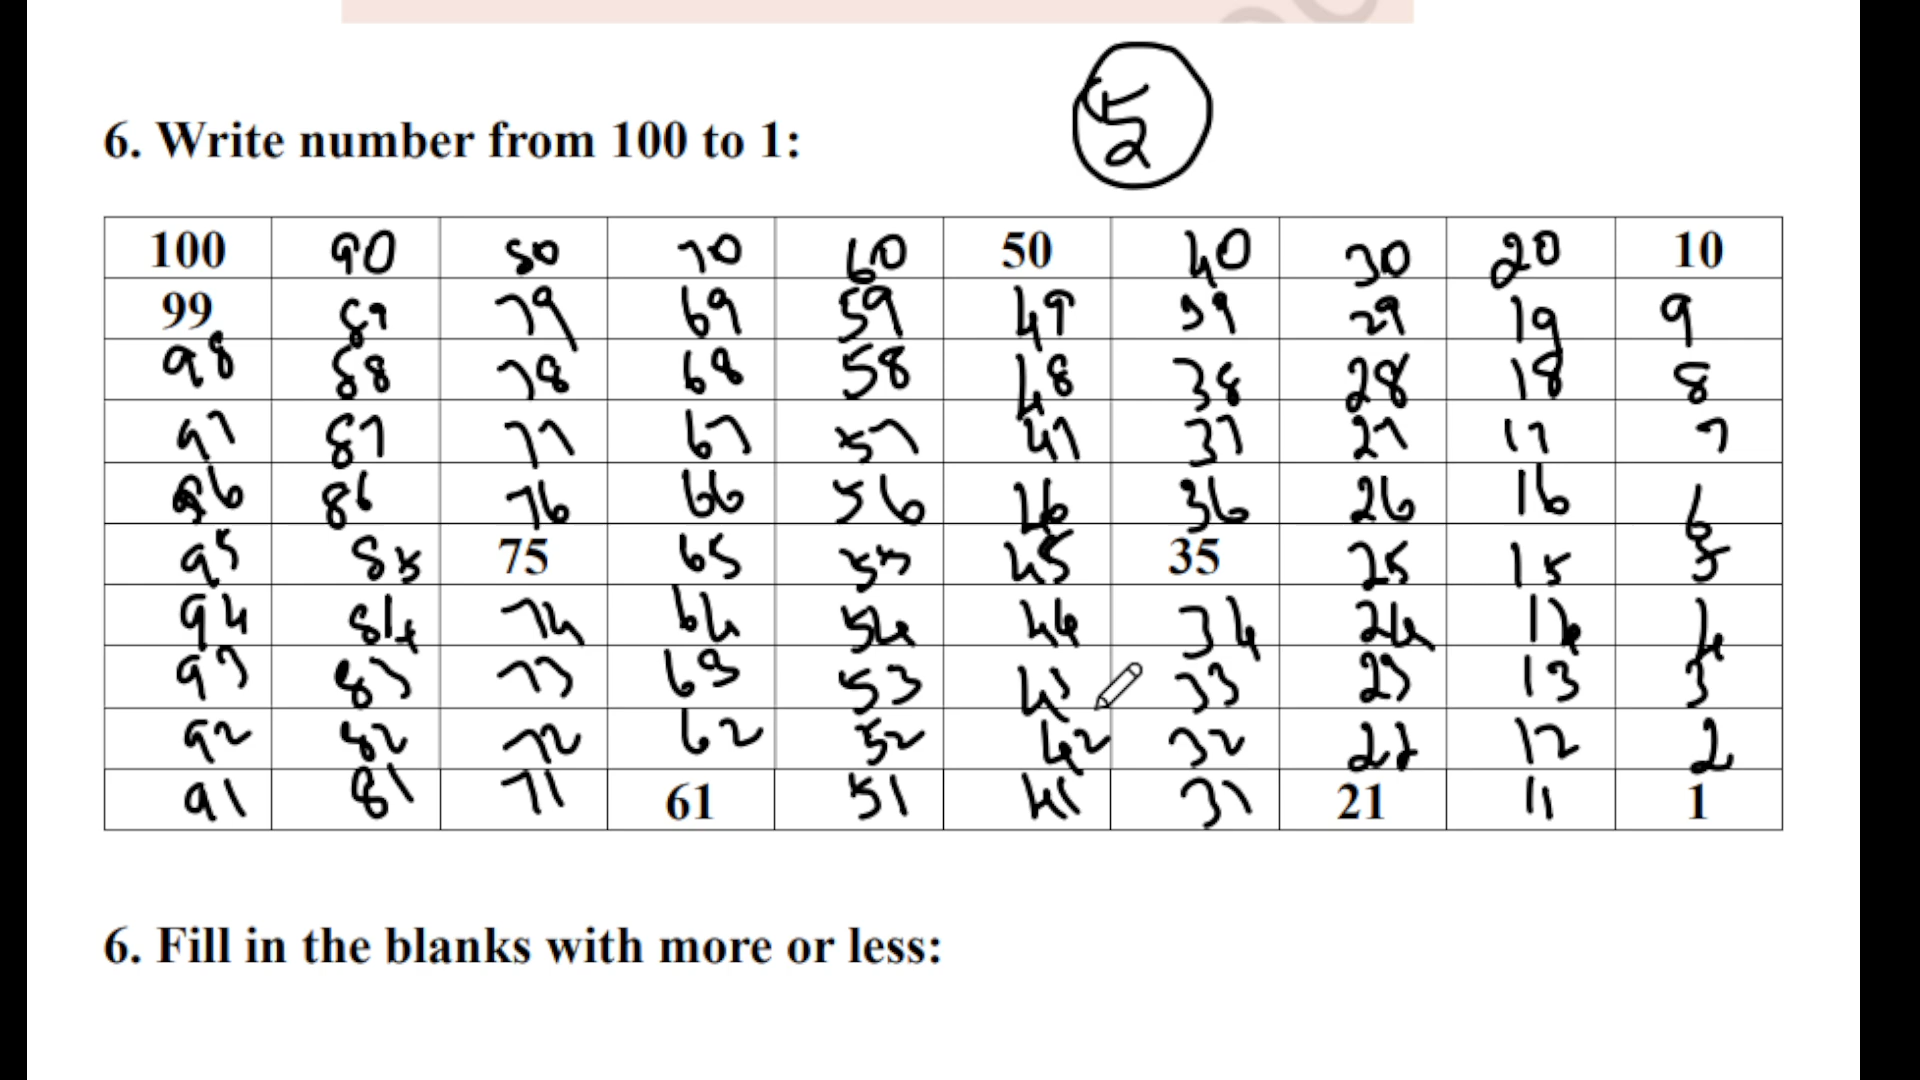 5
2
6. Write number from 100 to 1:
100 90 80 70 60 50 40 30 20 10
99 89 79 69 59 49 39 29 19 9
98 88 78 68 58 48 38 28 18 8
97 87 77 67 57 47 37 27 17 7
96 86 76 66 56 46 36 26 16 6
95 85 75 65 55 45 35 25 15 5
94 84 74 64 54 44 34 24 14 4
93 83 73 63 53 43 33 23 13 3
92 82 72 62 52 42 32 22 12 2
91 81 71 61 51 41 31 21 11 1
6. Fill in the blanks with more or less: